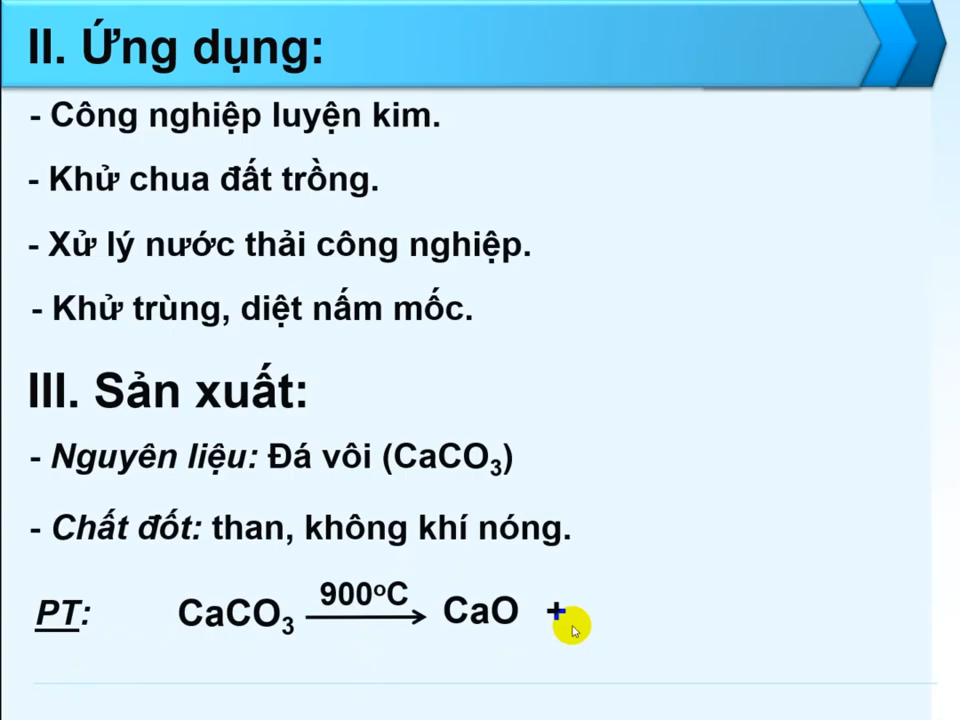 II. Ứng dụng:
- Công nghiệp luyện kim.
- Khử chua đất trồng.
- Xử lý nước thải công nghiệp.
- Khử trùng, diệt nấm mốc.
III. Sản xuất:
- Nguyên liệu: Đá vôi (CaCO₃)
- Chất đốt: than, không khí nóng.
PT: CaCO₃ 900°C ⟶ CaO +